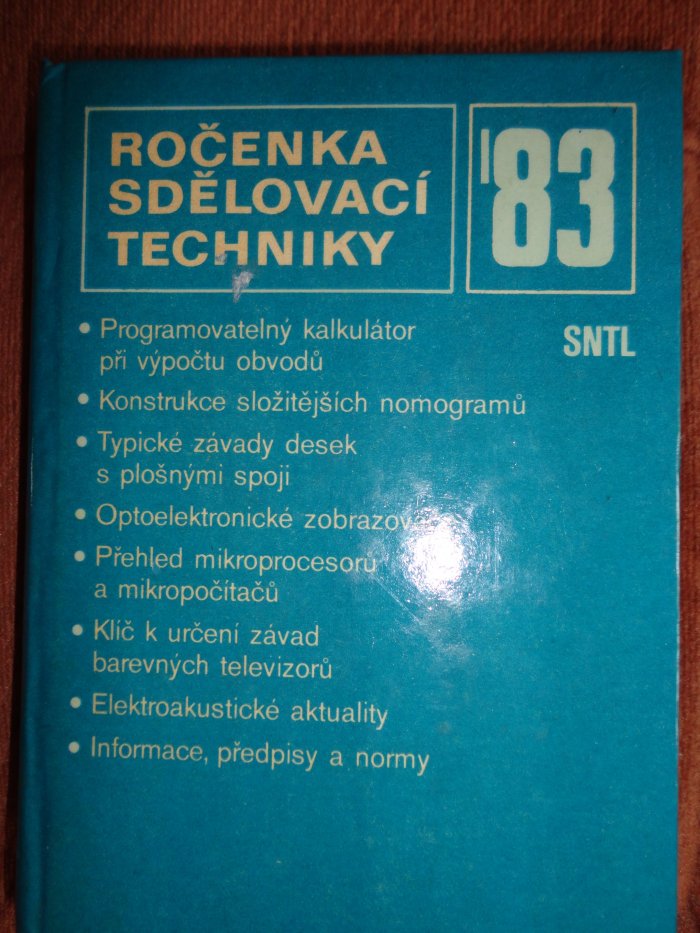 ROČENKA
SDĚLOVACÍ
TECHNIKY
'83
SNTL
• Programovatelný kalkulátor
při výpočtu obvodů
• Konstrukce složitějších nomogramů
• Typické závady desek
s plošnými spoji
• Optoelektronické
• Přehled mikroprocesorů
a mikropočítačů
• Klíč k určení závad
barevných televizorů
• Elektroakustické aktuality
• Informace, předpisy a normy